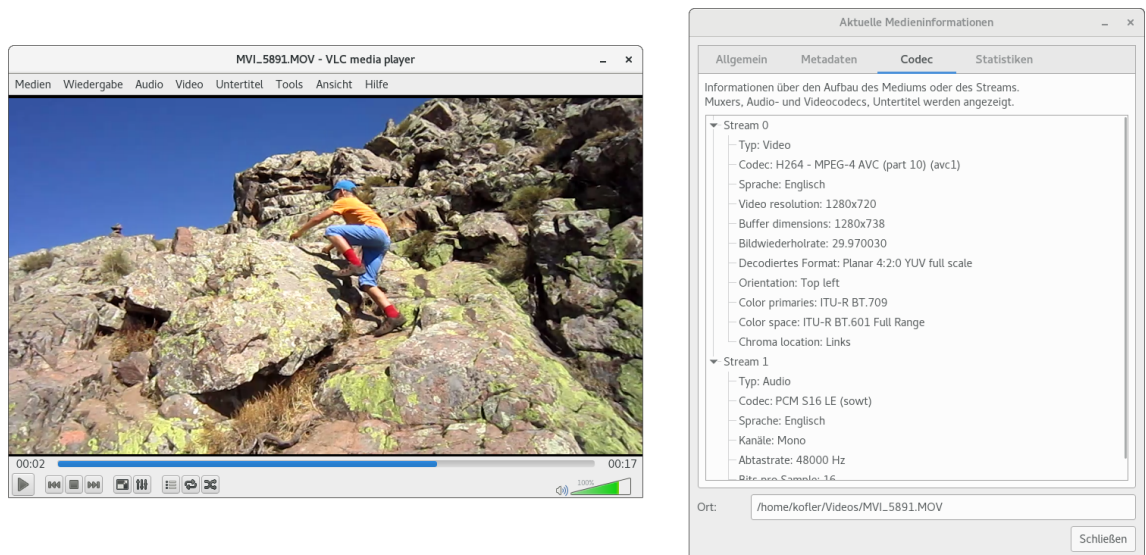 MVI_5891.MOV - VLC media player
Medien Wiedergabe Audio Video Untertitel Tools Ansicht Hilfe
00:02 00:17
100%
Aktuelle Medieninformationen
Allgemein Metadaten Codec Statistiken
Informationen über den Aufbau des Mediums oder des Streams.
Muxers, Audio- und Videocodecs, Untertitel werden angezeigt.
Stream 0
Typ: Video
Codec: H264 - MPEG-4 AVC (part 10) (avc1)
Sprache: Englisch
Video resolution: 1280x720
Buffer dimensions: 1280x738
Bildwiederholrate: 29.970030
Decodiertes Format: Planar 4:2:0 YUV full scale
Orientation: Top left
Color primaries: ITU-R BT.709
Color space: ITU-R BT.601 Full Range
Chroma location: Links
Stream 1
Typ: Audio
Codec: PCM S16 LE (sowt)
Sprache: Englisch
Kanäle: Mono
Abtastrate: 48000 Hz
Bits pro Sample: 16
Ort: /home/kofler/Videos/MVI_5891.MOV
Schließen